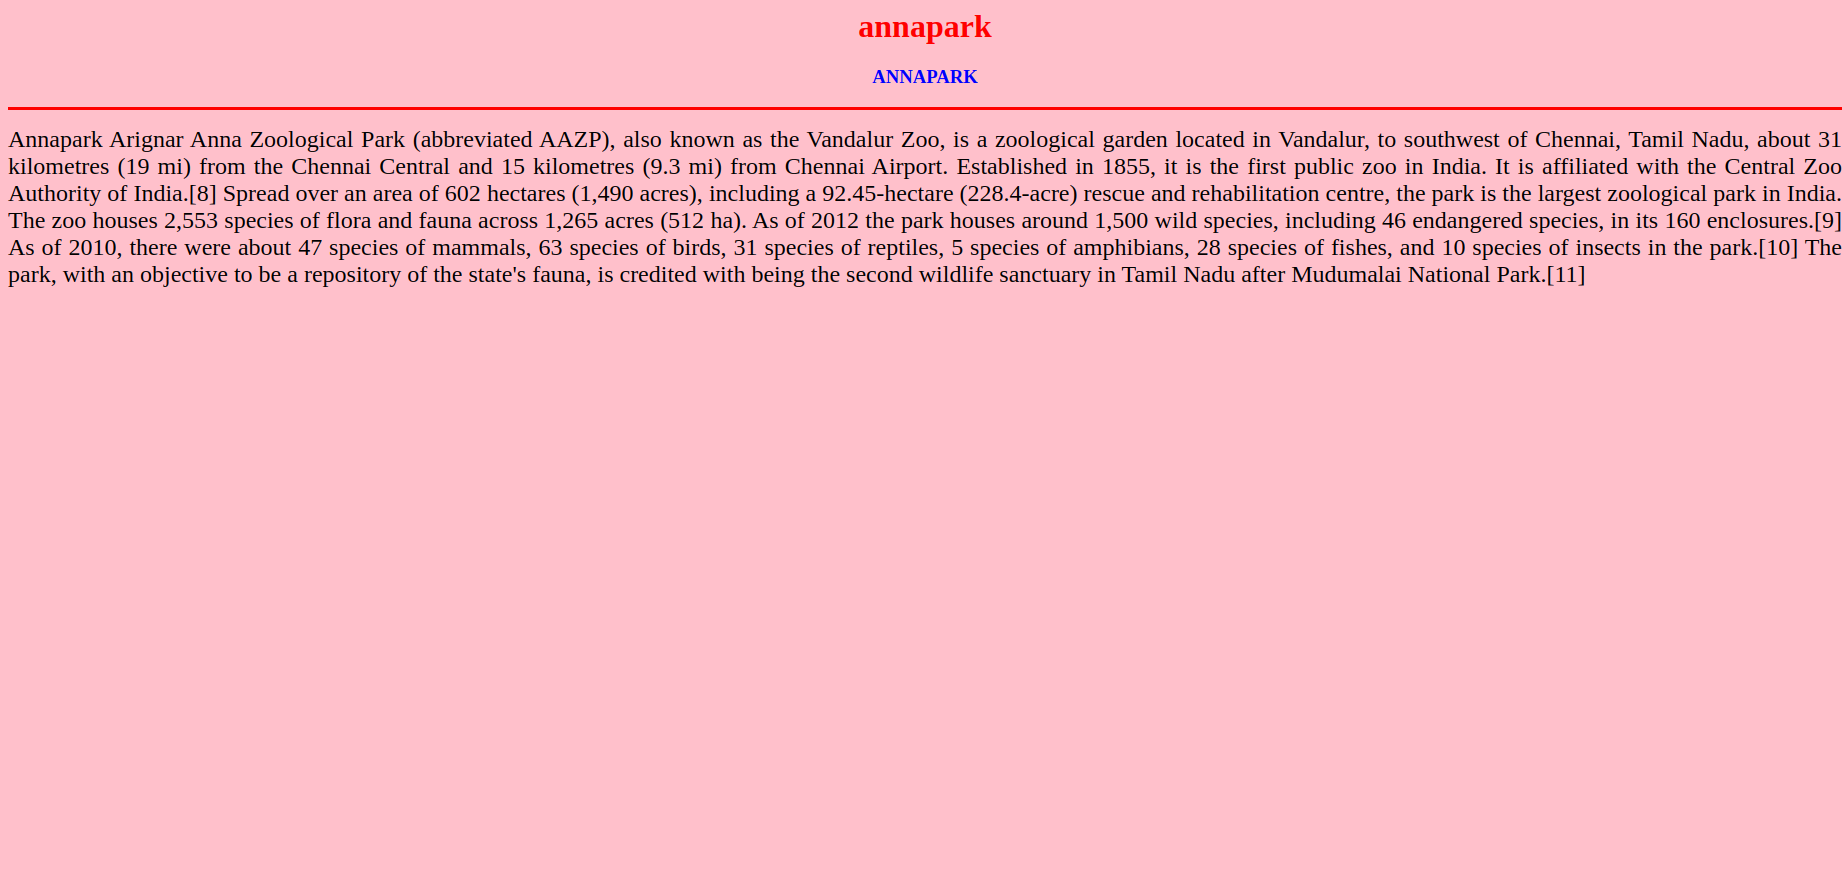 annapark
ANNAPARK
Annapark Arignar Anna Zoological Park (abbreviated AAZP), also known as the Vandalur Zoo, is a zoological garden located in Vandalur, to southwest of Chennai, Tamil Nadu, about 31
kilometres (19 mi) from the Chennai Central and 15 kilometres (9.3 mi) from Chennai Airport. Established in 1855, it is the first public zoo in India. It is affiliated with the Central Zoo
Authority of India.[8] Spread over an area of 602 hectares (1,490 acres), including a 92.45-hectare (228.4-acre) rescue and rehabilitation centre, the park is the largest zoological park in India.
The zoo houses 2,553 species of flora and fauna across 1,265 acres (512 ha). As of 2012 the park houses around 1,500 wild species, including 46 endangered species, in its 160 enclosures.[9]
As of 2010, there were about 47 species of mammals, 63 species of birds, 31 species of reptiles, 5 species of amphibians, 28 species of fishes, and 10 species of insects in the park.[10] The
park, with an objective to be a repository of the state's fauna, is credited with being the second wildlife sanctuary in Tamil Nadu after Mudumalai National Park.[11]